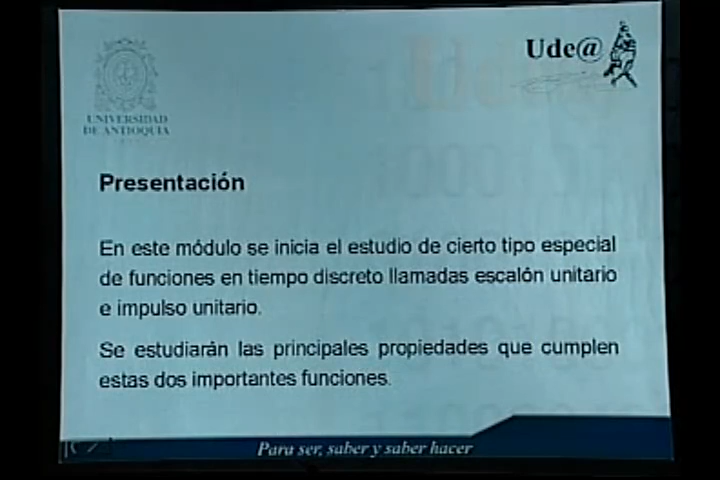 Ude@
UNIVERSIDAD
DE ANTIOQUIA
Presentación
En este módulo se inicia el estudio de cierto tipo especial
de funciones en tiempo discreto llamadas escalón unitario
e impulso unitario.
Se estudiarán las principales propiedades que cumplen
estas dos importantes funciones.
Para ser, saber y saber hacer